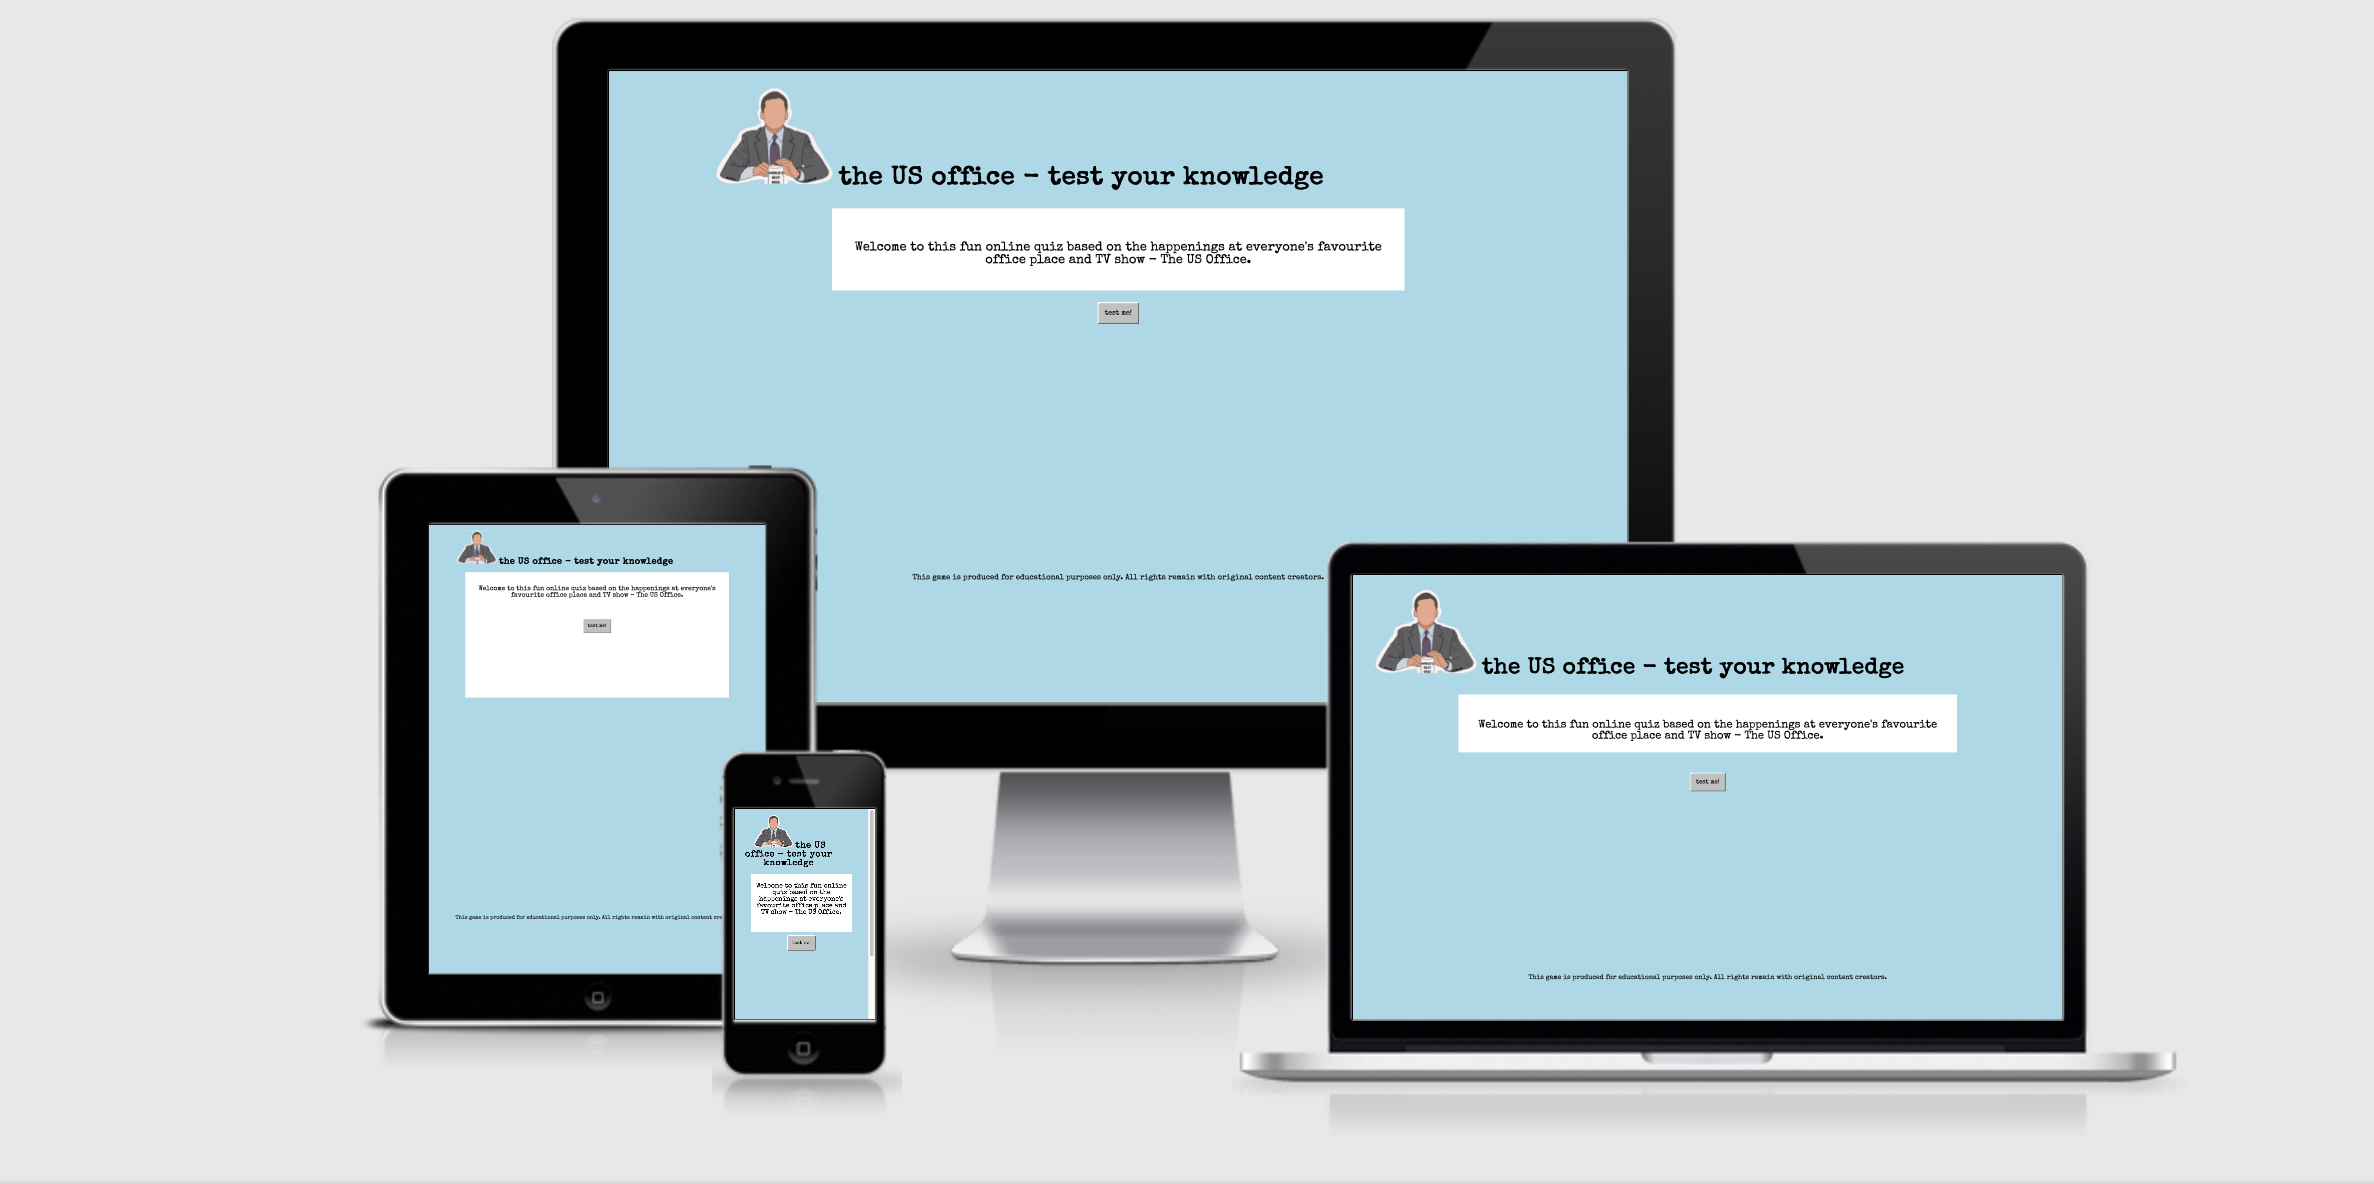 the US office - test your knowledge
Welcome to this fun online quiz based on the happenings at everyone's favourite
office place and TV show - The US Office.
test me!
This game is produced for educational purposes only. All rights remain with original content creators.
the US office - test your knowledge
Welcome to this fun online quiz based on the happenings at everyone's
favourite office place and TV show - The US Office.
test me!
This game is produced for educational purposes only. All rights remain with original content
the US
office - test your
knowledge
Welcome to this fun online
quiz based on the
happenings at everyone's
favourite office place and
TV show - The US Office.
the US office - test your knowledge
Welcome to this fun online quiz based on the happenings at everyone's favourite
office place and TV show - The US Office.
test me!
This game is produced for educational purposes only. All rights remain with original content creators.